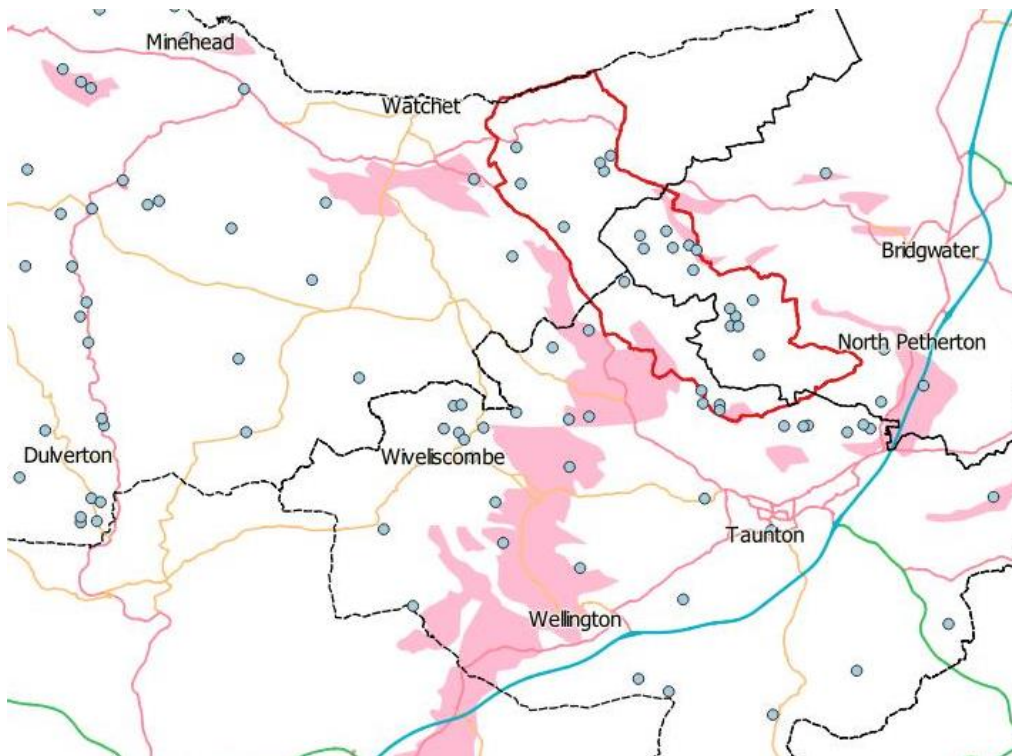 Minehead
Watchet
Bridgwater
North Petherton
Dulverton
Wiveliscombe
Taunton
Wellington